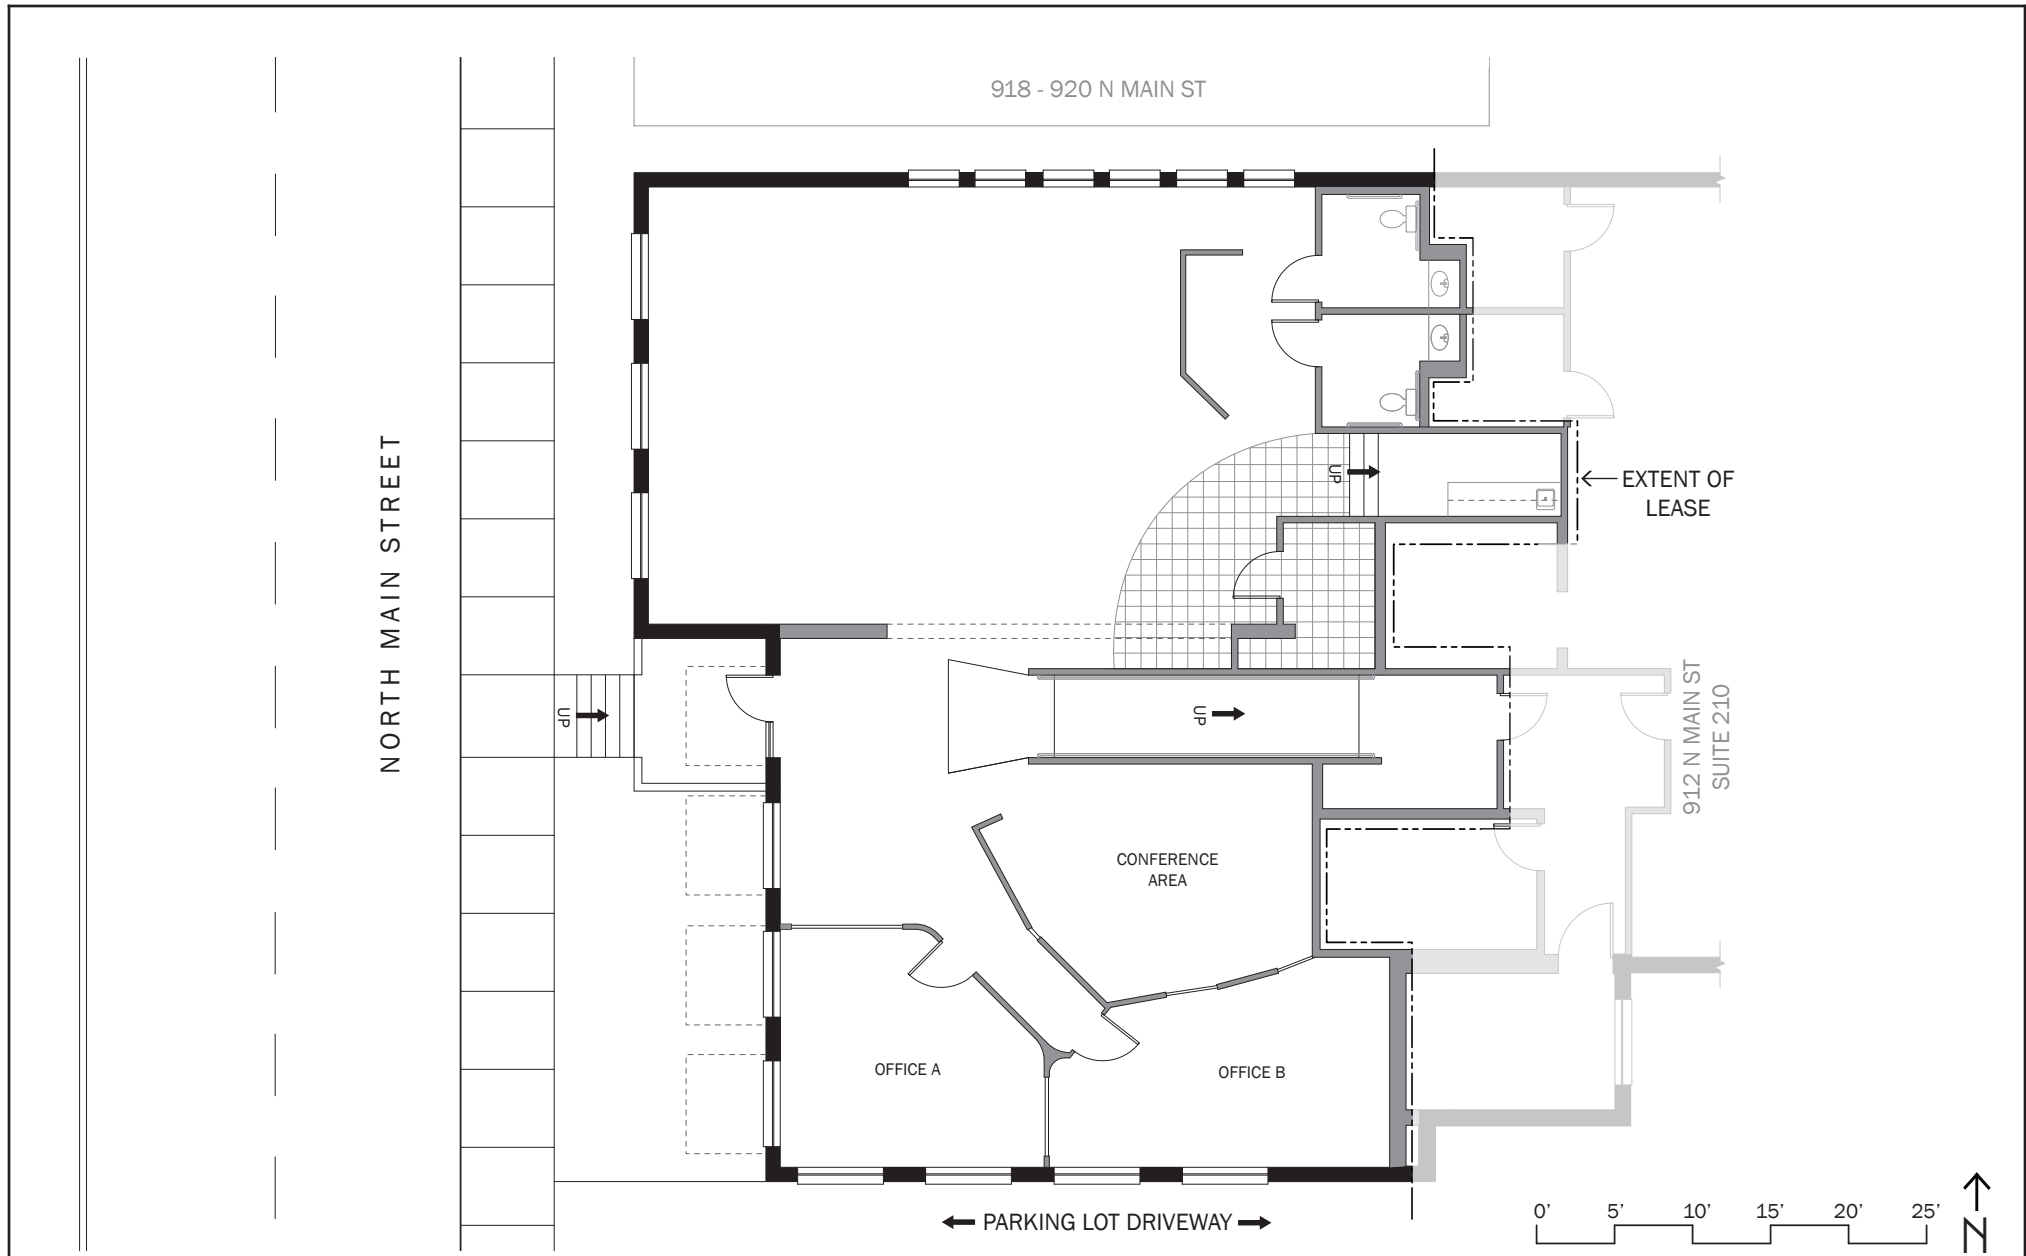 918 - 920 N MAIN ST
NORTH MAIN STREET
UP
EXTENT OF
LEASE
UP
UP
912 N MAIN ST
SUITE 210
CONFERENCE
AREA
OFFICE A
OFFICE B
PARKING LOT DRIVEWAY
0' 5' 10' 15' 20' 25'
N